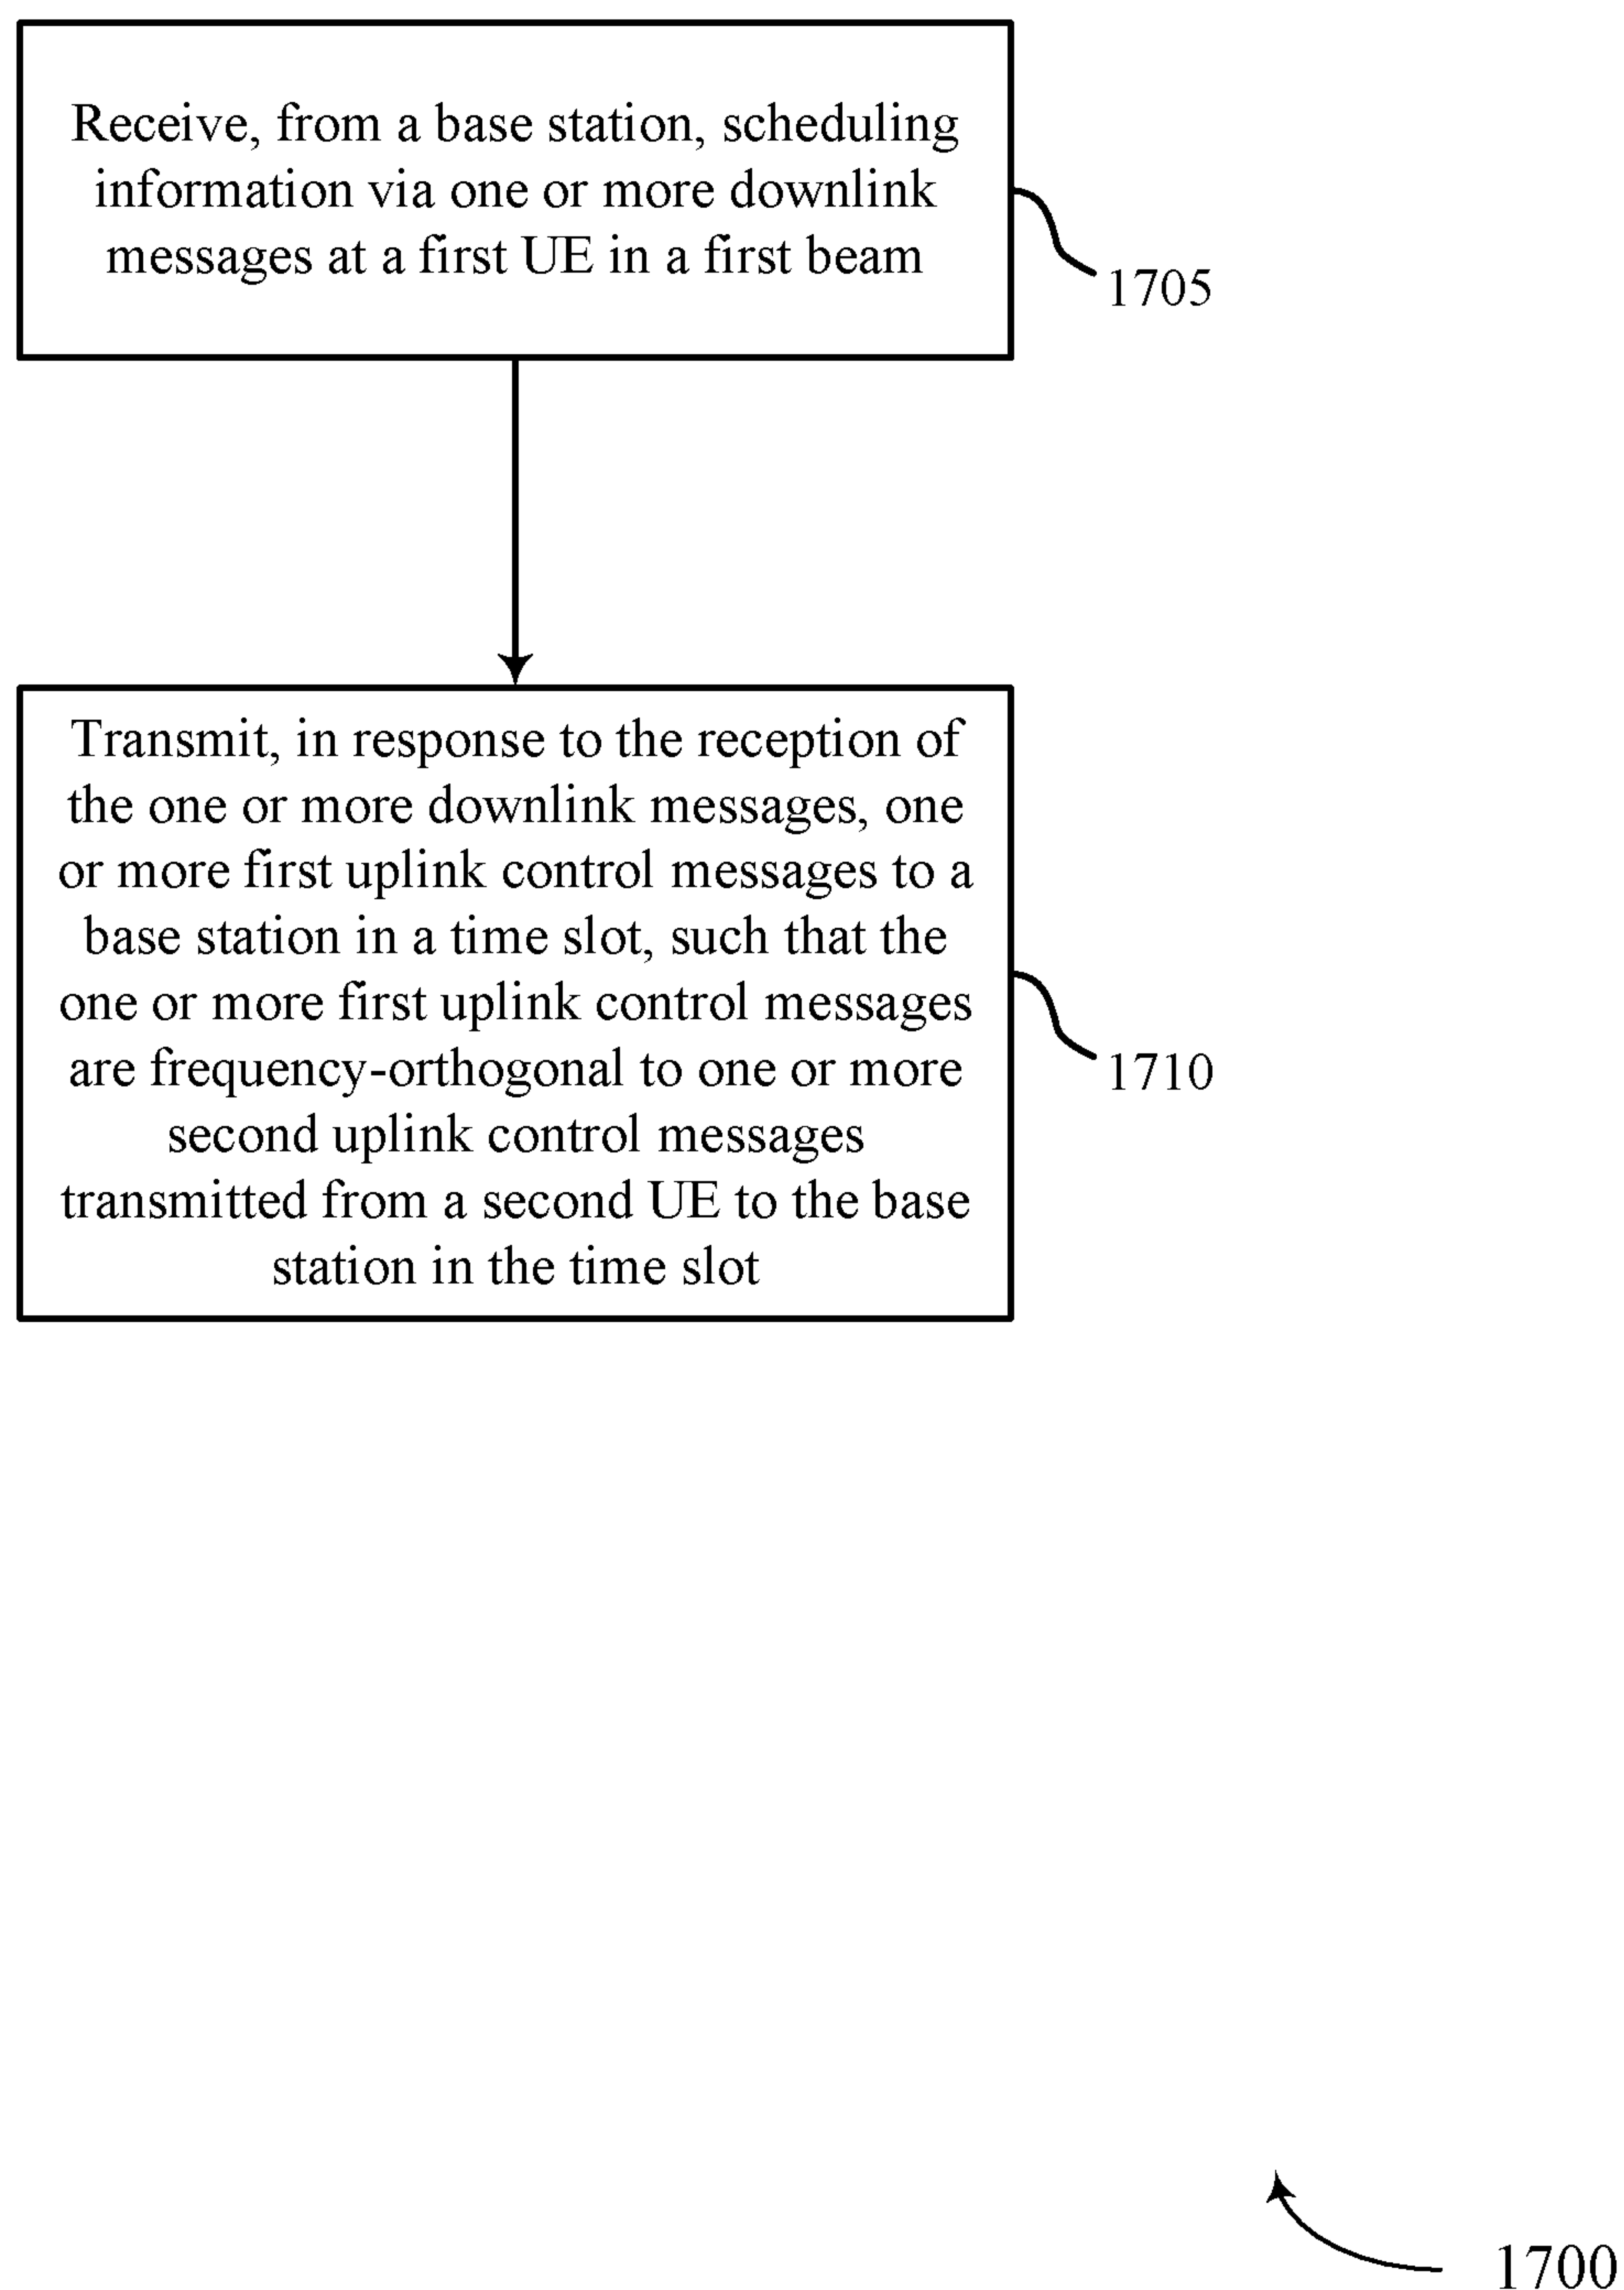 Receive, from a base station, scheduling
information via one or more downlink
messages at a first UE in a first beam
1705
Transmit, in response to the reception of
the one or more downlink messages, one
or more first uplink control messages to a
base station in a time slot, such that the
one or more first uplink control messages
are frequency-orthogonal to one or more
second uplink control messages
transmitted from a second UE to the base
station in the time slot
1710
1700